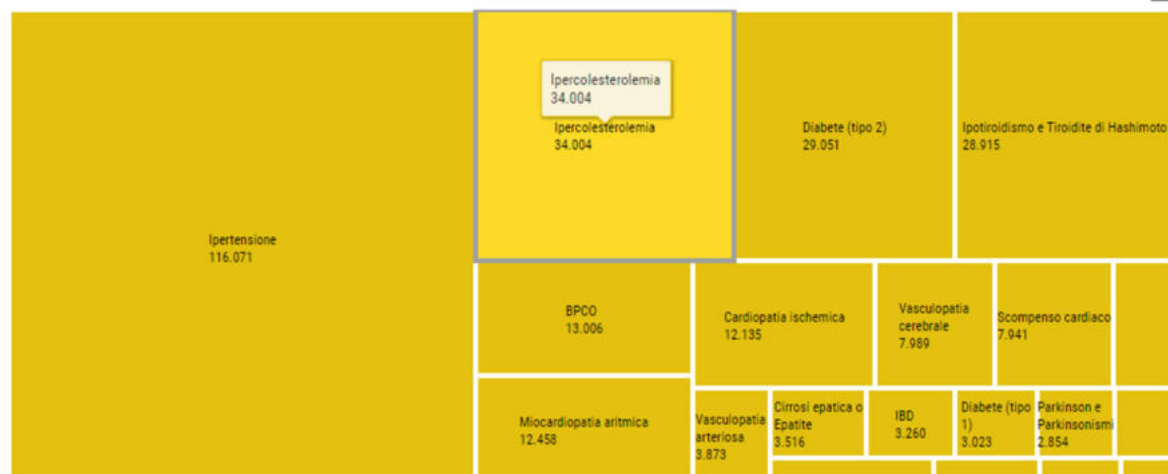 Ipercolesterolemia
34.004
Ipercolesterolemia
34.004
Diabete (tipo 2)
29.051
Ipotiroidismo e Tiroidite di Hashimoto
28.915
Ipertensione
116.071
BPCO
13.006
Cardiopatia ischemica
12.135
Vasculopatia
cerebrale
7.989
Scompenso cardiaco
7.941
Miocardiopatia aritmica
12.458
Vasculopatia
arteriosa
3.873
Cirrosi epatica o
Epatite
3.516
IBD
3.260
Diabete (tipo
1)
3.023
Parkinson e
Parkinsonismi
2.854